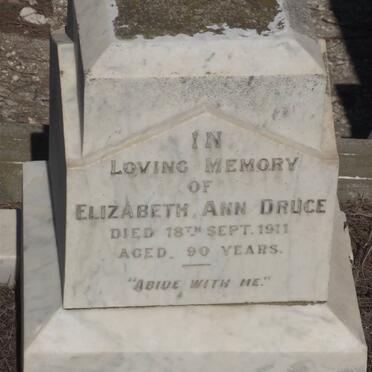 IN
LOVING MEMORY
OF
ELIZABETH ANN DRUCE
DIED 18TH SEPT. 1911
AGED 90 YEARS.
"ABIDE WITH ME."